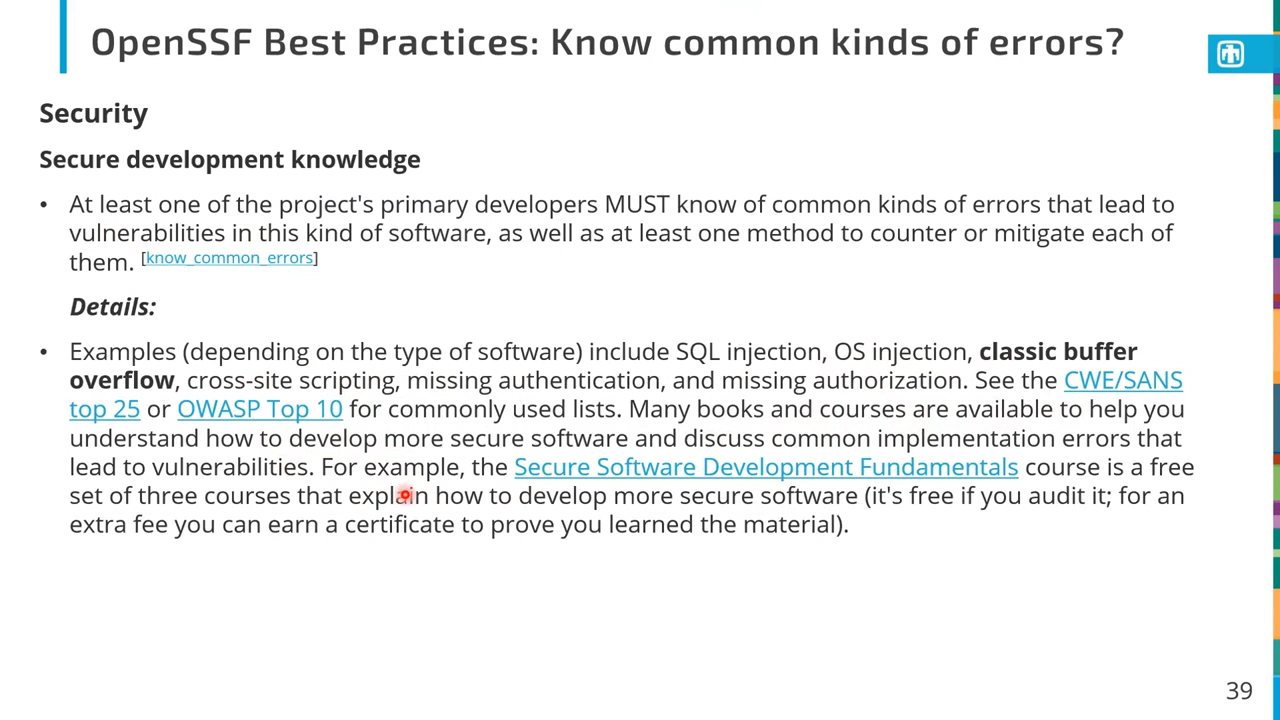 OpenSSF Best Practices: Know common kinds of errors?
Security
Secure development knowledge
• At least one of the project's primary developers MUST know of common kinds of errors that lead to
vulnerabilities in this kind of software, as well as at least one method to counter or mitigate each of
them. [know_common_errors]
Details:
• Examples (depending on the type of software) include SQL injection, OS injection, classic buffer
overflow, cross-site scripting, missing authentication, and missing authorization. See the CWE/SANS
top 25 or OWASP Top 10 for commonly used lists. Many books and courses are available to help you
understand how to develop more secure software and discuss common implementation errors that
lead to vulnerabilities. For example, the Secure Software Development Fundamentals course is a free
set of three courses that explain how to develop more secure software (it's free if you audit it; for an
extra fee you can earn a certificate to prove you learned the material).
39